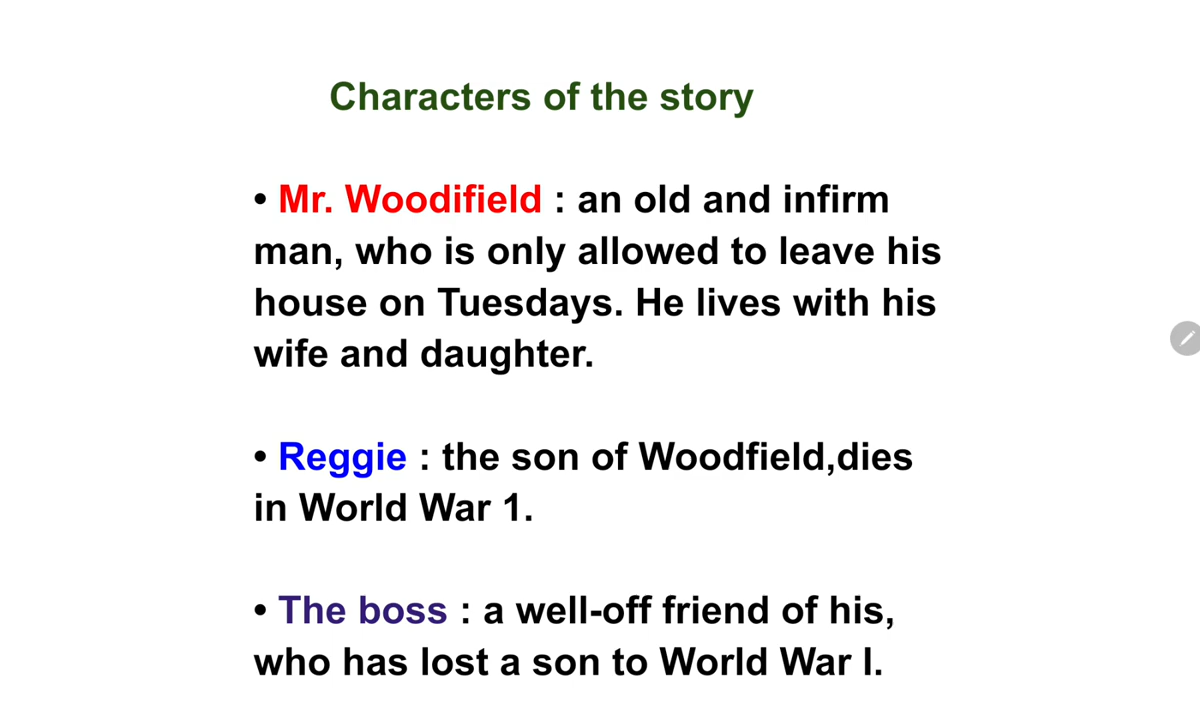 Characters of the story
• Mr. Woodifield : an old and infirm
man, who is only allowed to leave his
house on Tuesdays. He lives with his
wife and daughter.
• Reggie : the son of Woodfield,dies
in World War 1.
• The boss : a well-off friend of his,
who has lost a son to World War I.